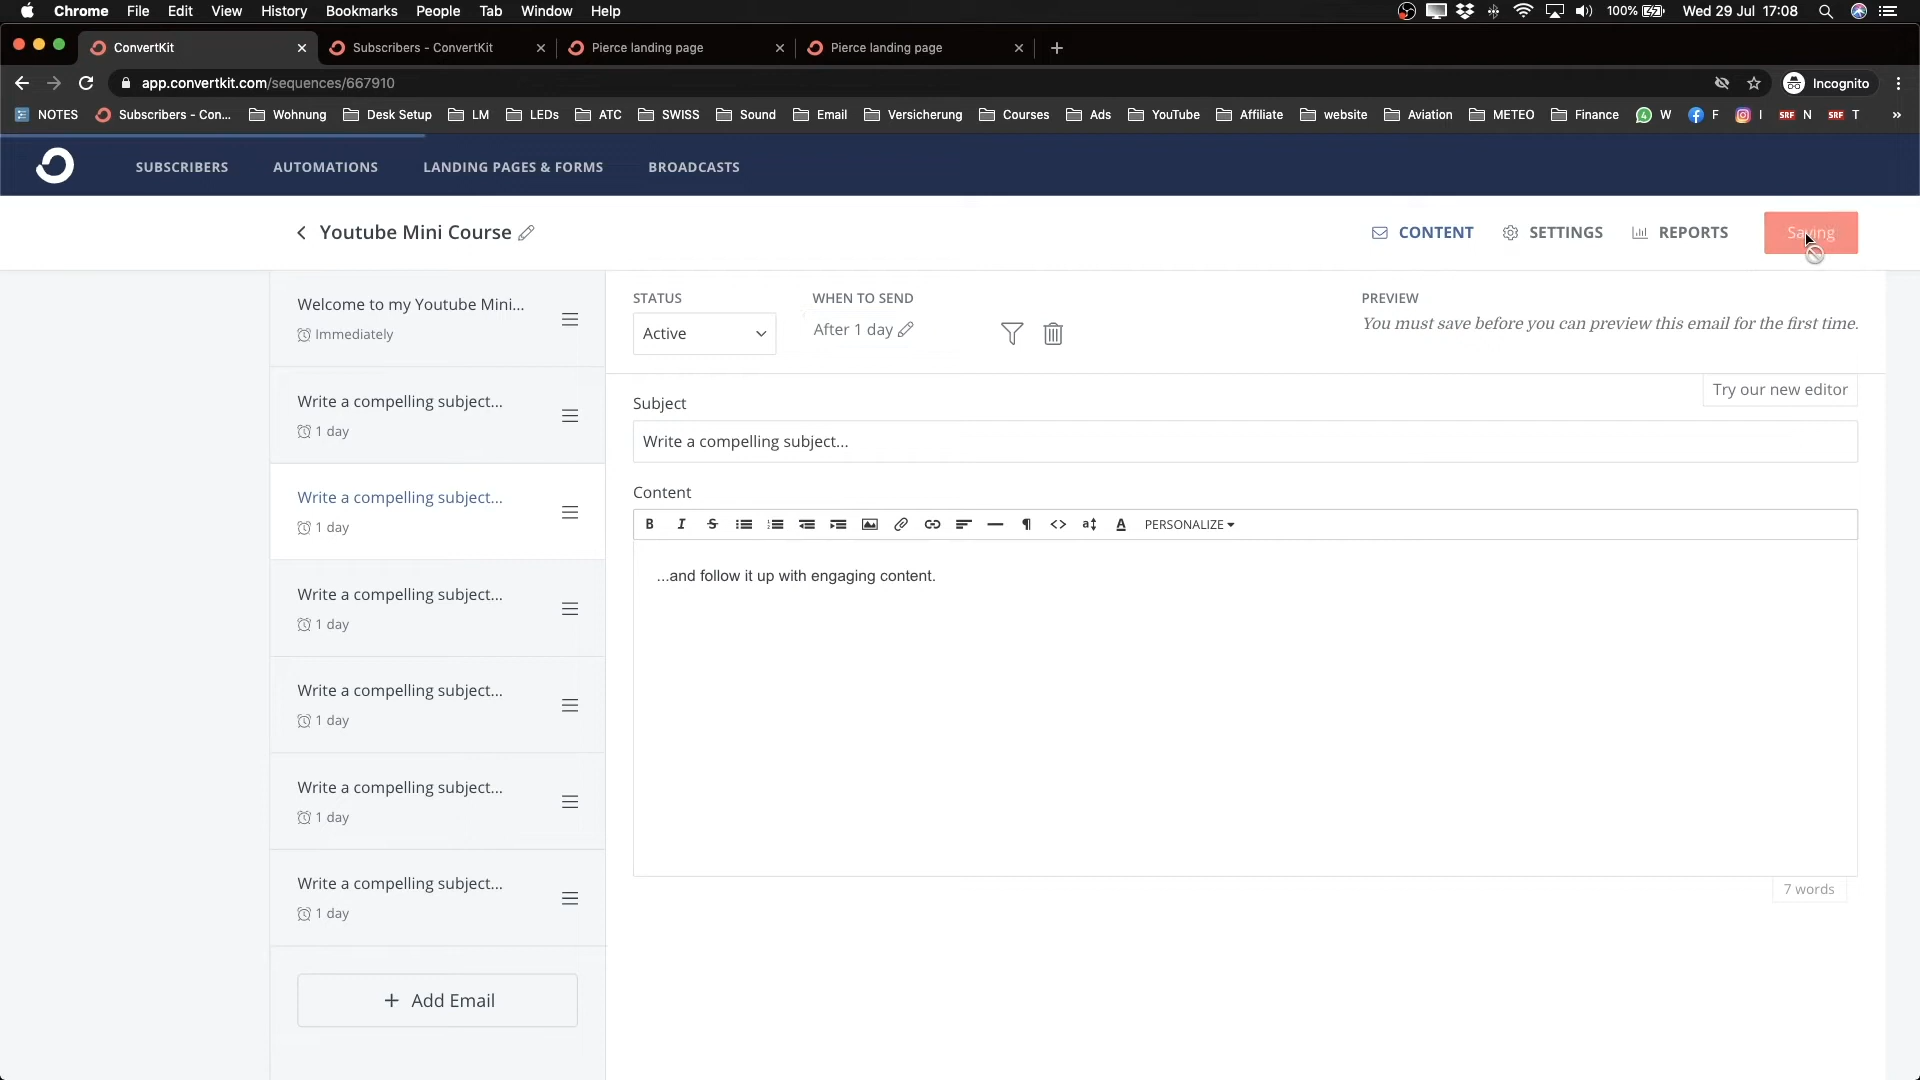 Chrome File Edit View History Bookmarks People Tab Window Help 100% Wed 29 Jul 17:08
ConvertKit Subscribers - ConvertKit Pierce landing page Pierce landing page
app.convertkit.com/sequences/667910 Incognito
NOTES Subscribers - Con... Wohnung Desk Setup LM LEDs ATC SWISS Sound Email Versicherung Courses Ads YouTube Affiliate website Aviation METEO Finance 4 W F I SRF N SRF T »
SUBSCRIBERS AUTOMATIONS LANDING PAGES & FORMS BROADCASTS
Youtube Mini Course CONTENT SETTINGS REPORTS Saving
Welcome to my Youtube Mini...
Immediately
Write a compelling subject...
1 day
Write a compelling subject...
1 day
Write a compelling subject...
1 day
Write a compelling subject...
1 day
Write a compelling subject...
1 day
Write a compelling subject...
1 day
+ Add Email
STATUS WHEN TO SEND PREVIEW
Active After 1 day You must save before you can preview this email for the first time.
Try our new editor
Subject
Write a compelling subject...
Content
B I S <> A PERSONALIZE
...and follow it up with engaging content.
7 words